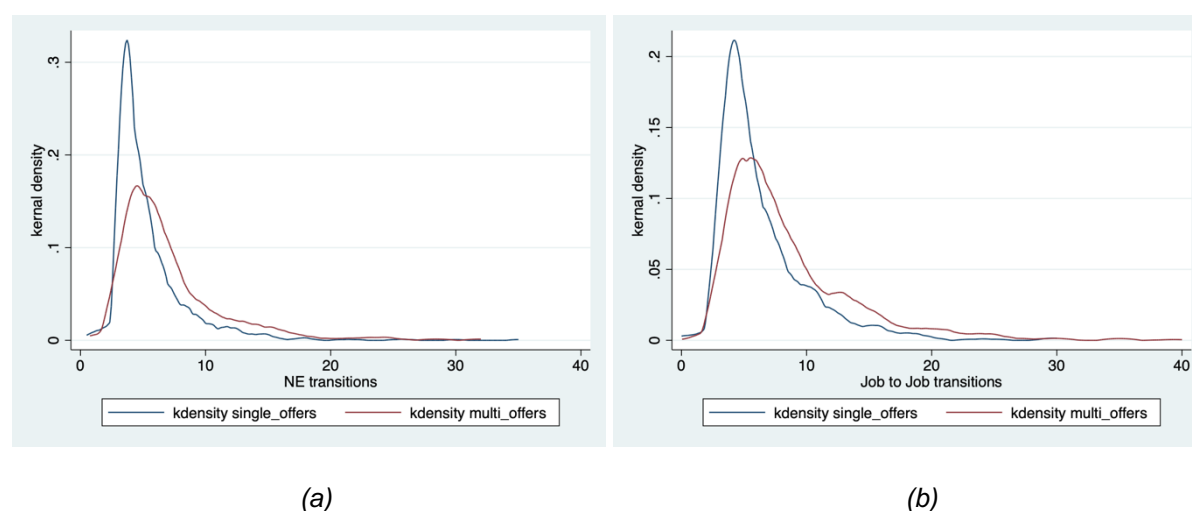 kernal density
.3
.2
.1
0
0 10 20 30 40
NE transitions
kdensity single_offers kdensity multi_offers
(a)
kernal density
.2
.15
.1
.05
0
0 10 20 30 40
Job to Job transitions
kdensity single_offers kdensity multi_offers
(b)